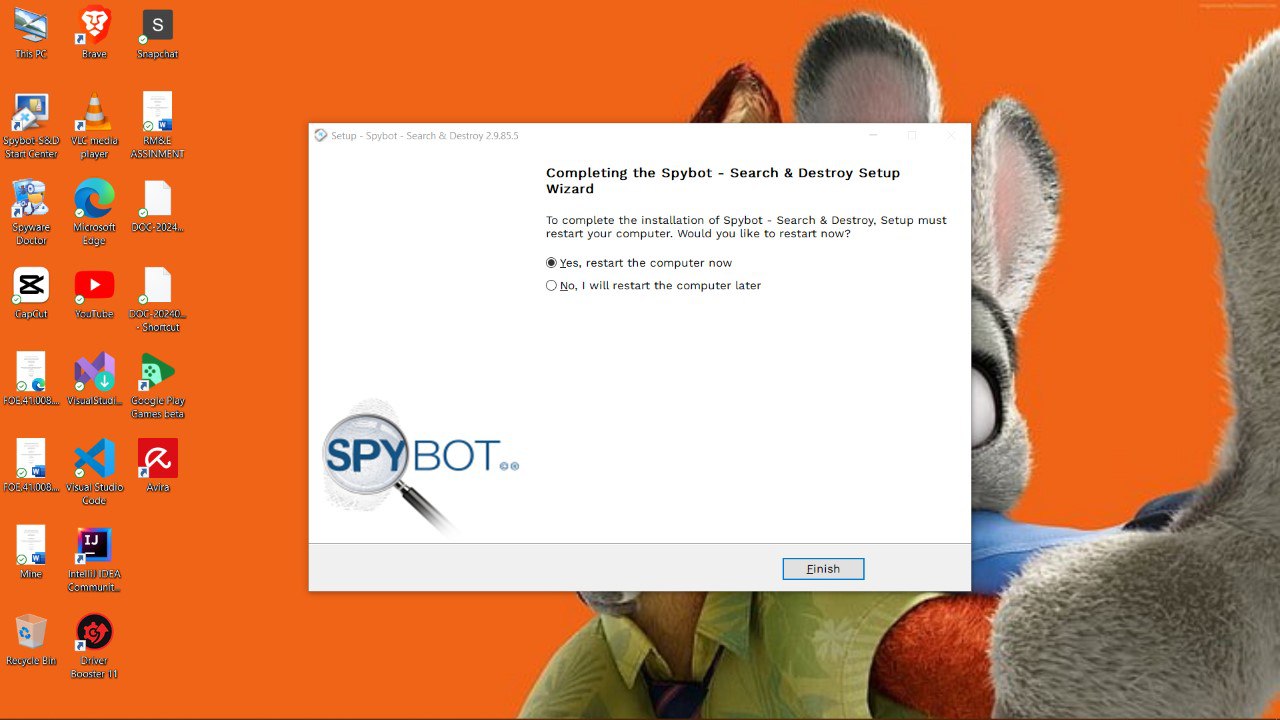 This PC
Brave
Snapchat
Spybot S&D
Start Center
VLC media
player
RM&E
ASSINMENT
Spyware
Doctor
Microsoft
Edge
DOC-2024...
CapCut
YouTube
DOC-20240...
- Shortcut
FOE.41.008....
VisualStudi...
Google Play
Games beta
FOE.41.008....
Visual Studio
Code
Avira
Mine
IJ
IntelliJ IDEA
Communit...
Recycle Bin
Driver
Booster 11
S
Setup - Spybot - Search & Destroy 2.9.85.5
Completing the Spybot - Search & Destroy Setup
Wizard
To complete the installation of Spybot - Search & Destroy, Setup must
restart your computer. Would you like to restart now?
Yes, restart the computer now
No, I will restart the computer later
SPYBOT
Finish